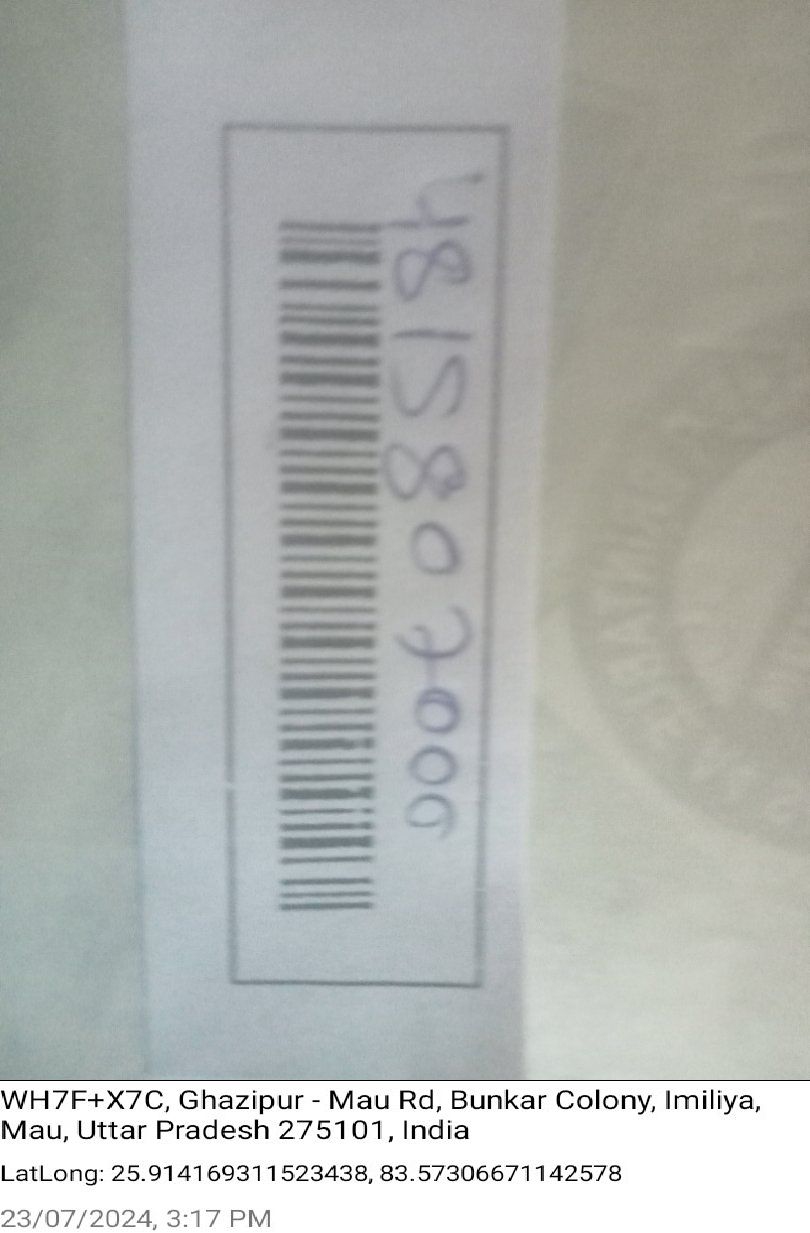 4815807009
WH7F+X7C, Ghazipur - Mau Rd, Bunkar Colony, Imiliya,
Mau, Uttar Pradesh 275101, India
LatLong: 25.914169311523438, 83.57306671142578
23/07/2024, 3:17 PM